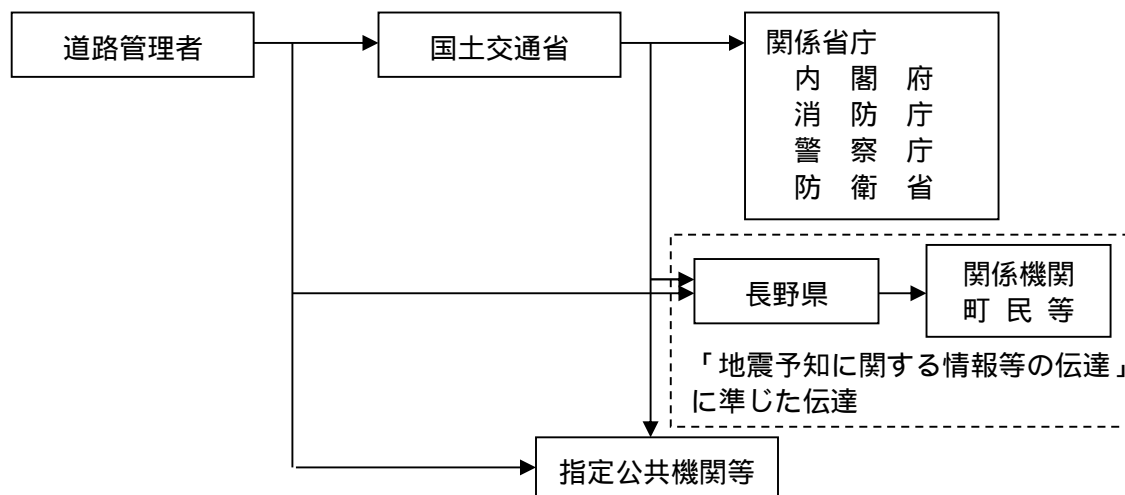 道路管理者
国土交通省
関係省庁
内 閣 府
消 防 庁
警 察 庁
防 衛 省
長野県
関係機関
町 民 等
「地震予知に関する情報等の伝達」
に準じた伝達
指定公共機関等